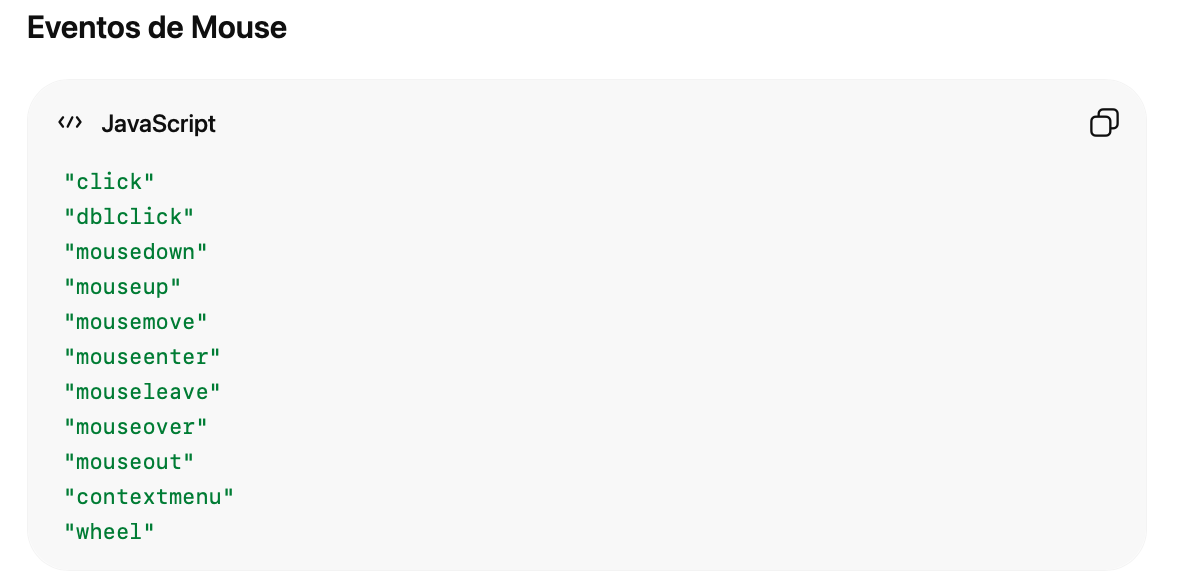 Eventos de Mouse
JavaScript
"click"
"dblclick"
"mousedown"
"mouseup"
"mousemove"
"mouseenter"
"mouseleave"
"mouseover"
"mouseout"
"contextmenu"
"wheel"